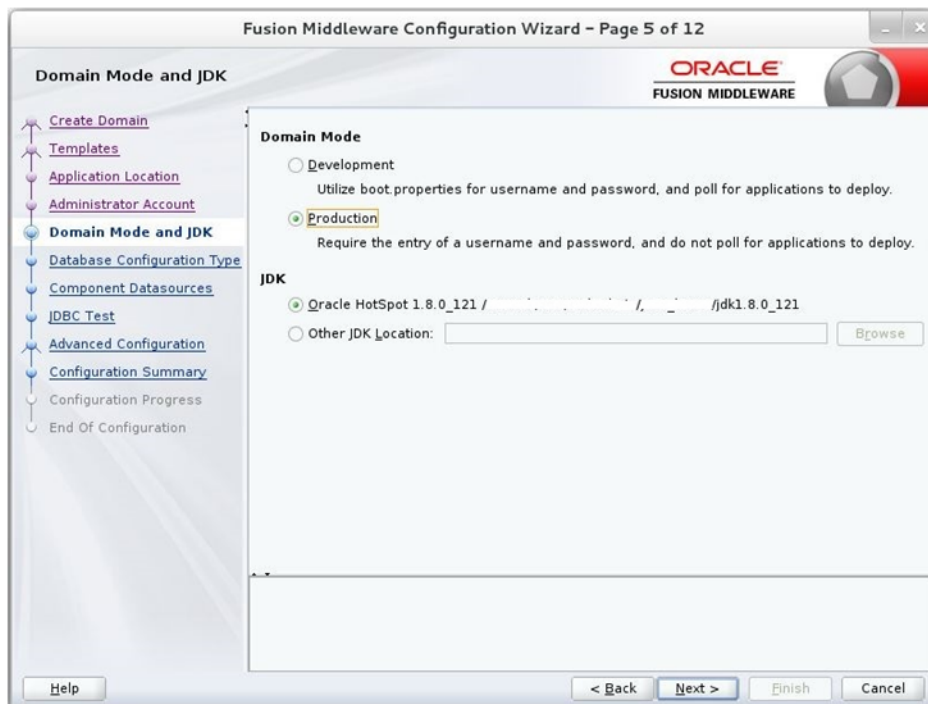 Fusion Middleware Configuration Wizard – Page 5 of 12
Domain Mode and JDK
ORACLE
FUSION MIDDLEWARE
Create Domain
Templates
Application Location
Administrator Account
Domain Mode and JDK
Database Configuration Type
Component Datasources
JDBC Test
Advanced Configuration
Configuration Summary
Configuration Progress
End Of Configuration
Domain Mode
Development
Utilize boot.properties for username and password, and poll for applications to deploy.
Production
Require the entry of a username and password, and do not poll for applications to deploy.
JDK
Oracle HotSpot 1.8.0_121 / /jdk1.8.0_121
Other JDK Location:
Browse
Help
< Back
Next >
Finish
Cancel